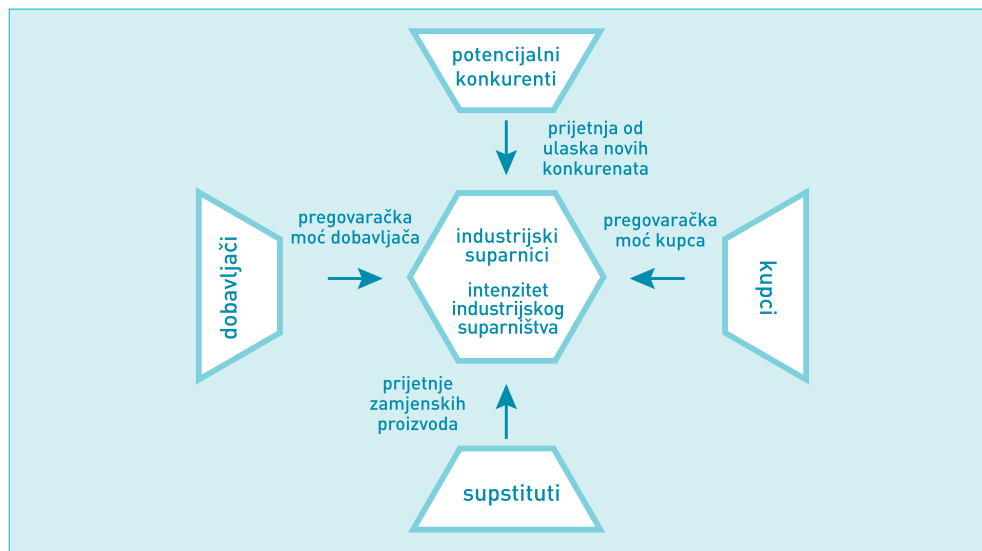 potencijalni
konkurenti
prijetnja od
ulaska novih
konkurenata
dobavljači
pregovaračka
moć dobavljača
industrijski
suparnici
intenzitet
industrijskog
suparništva
pregovaračka
moć kupca
kupci
prijetnje
zamjenskih
proizvoda
supstituti